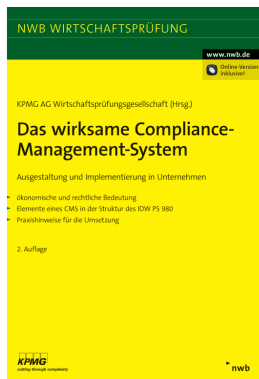 NWB WIRTSCHAFTSPRÜFUNG
www.nwb.de
Online-Version
inklusive!
KPMG AG Wirtschaftsprüfungsgesellschaft (Hrsg.)
Das wirksame Compliance-
Management-System
Ausgestaltung und Implementierung in Unternehmen
ökonomische und rechtliche Bedeutung
Elemente eines CMS in der Struktur des IDW PS 980
Praxishinweise für die Umsetzung
2. Auflage
KPMG
cutting through complexity
nwb